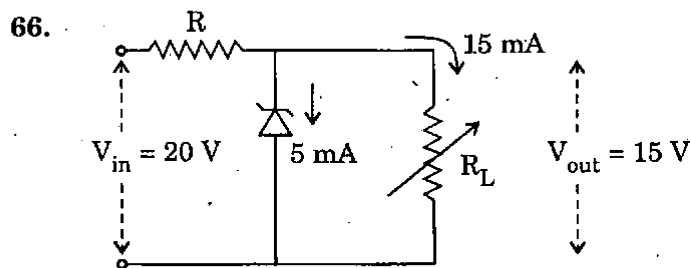 66.
R
15 mA
V_in = 20 V
5 mA
R_L
V_out = 15 V